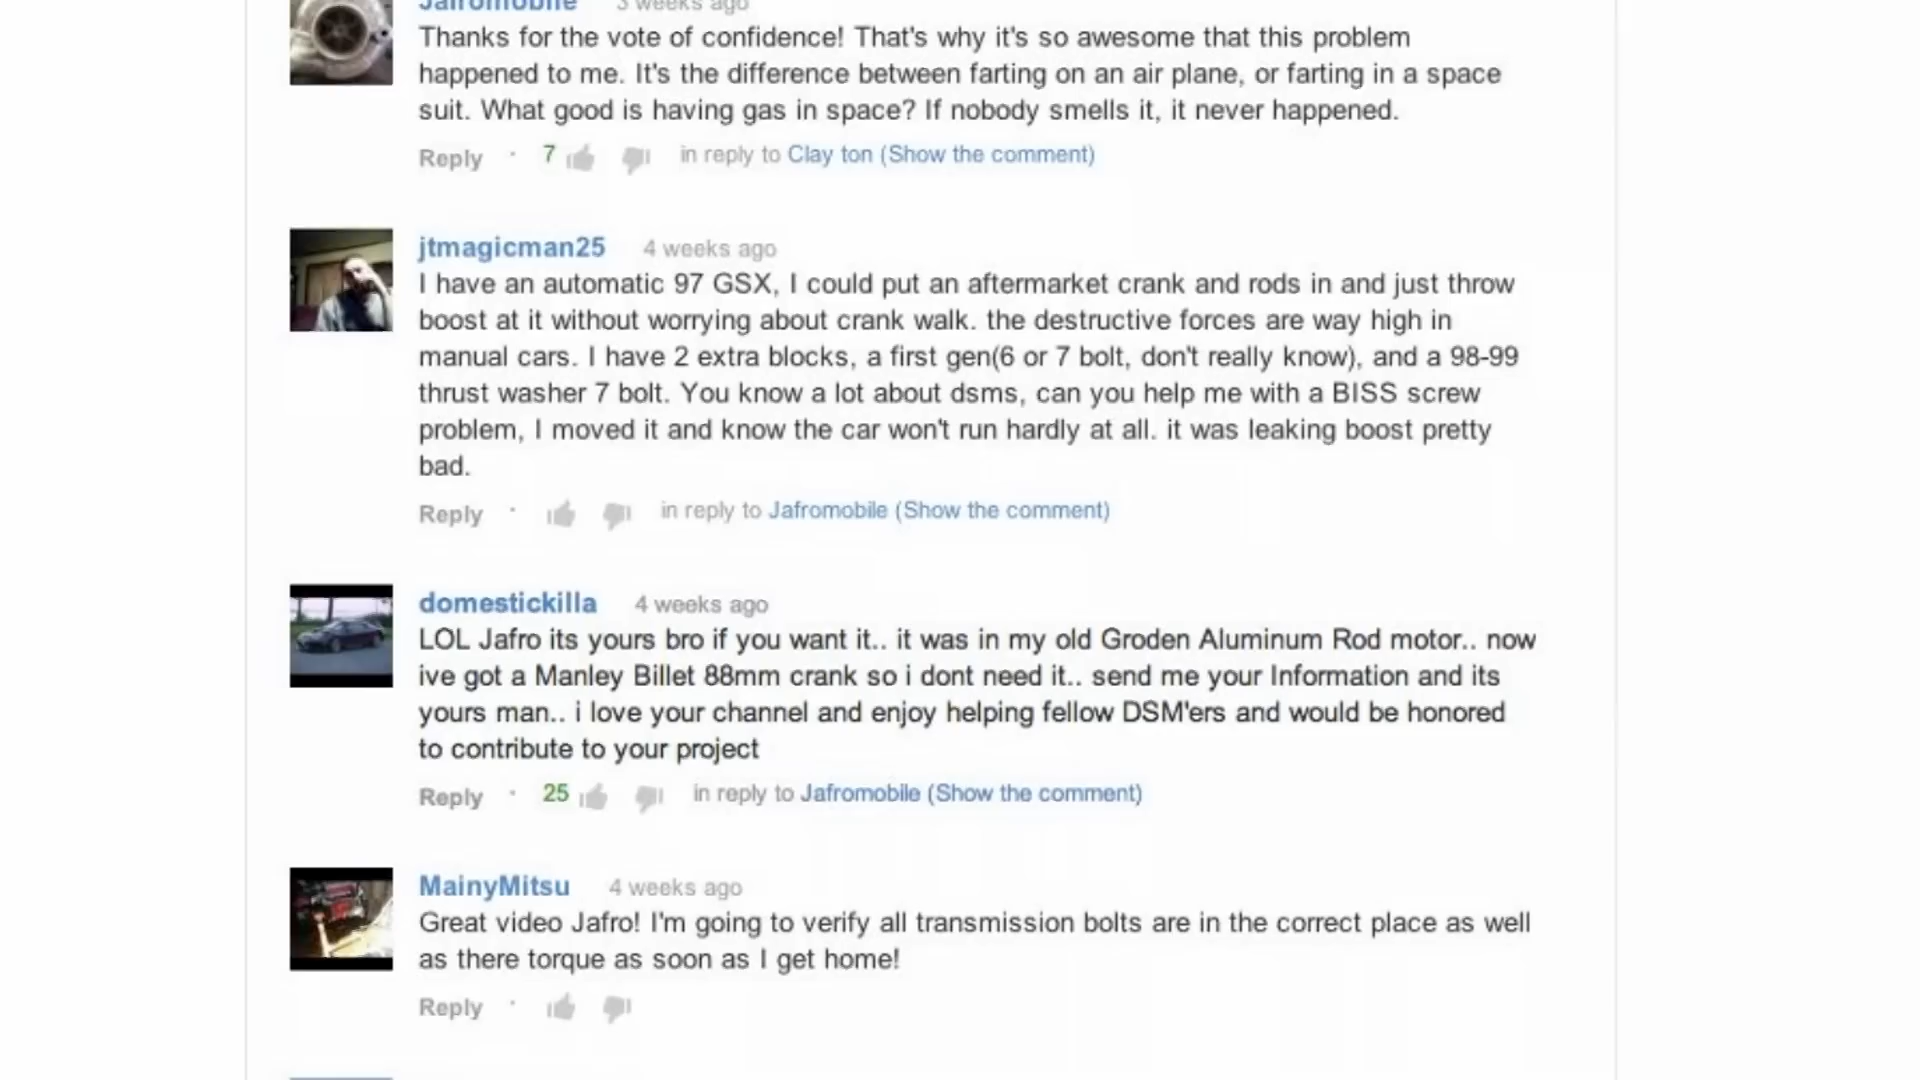 Jafromobile 3 weeks ago
Thanks for the vote of confidence! That's why it's so awesome that this problem
happened to me. It's the difference between farting on an air plane, or farting in a space
suit. What good is having gas in space? If nobody smells it, it never happened.
Reply · 7 in reply to Clay ton (Show the comment)
jtmagicman25 4 weeks ago
I have an automatic 97 GSX, I could put an aftermarket crank and rods in and just throw
boost at it without worrying about crank walk. the destructive forces are way high in
manual cars. I have 2 extra blocks, a first gen(6 or 7 bolt, don't really know), and a 98-99
thrust washer 7 bolt. You know a lot about dsms, can you help me with a BISS screw
problem, I moved it and know the car won't run hardly at all. it was leaking boost pretty
bad.
Reply · in reply to Jafromobile (Show the comment)
domestickilla 4 weeks ago
LOL Jafro its yours bro if you want it.. it was in my old Groden Aluminum Rod motor.. now
ive got a Manley Billet 88mm crank so i dont need it.. send me your Information and its
yours man.. i love your channel and enjoy helping fellow DSM'ers and would be honored
to contribute to your project
Reply · 25 in reply to Jafromobile (Show the comment)
MainyMitsu 4 weeks ago
Great video Jafro! I'm going to verify all transmission bolts are in the correct place as well
as there torque as soon as I get home!
Reply ·